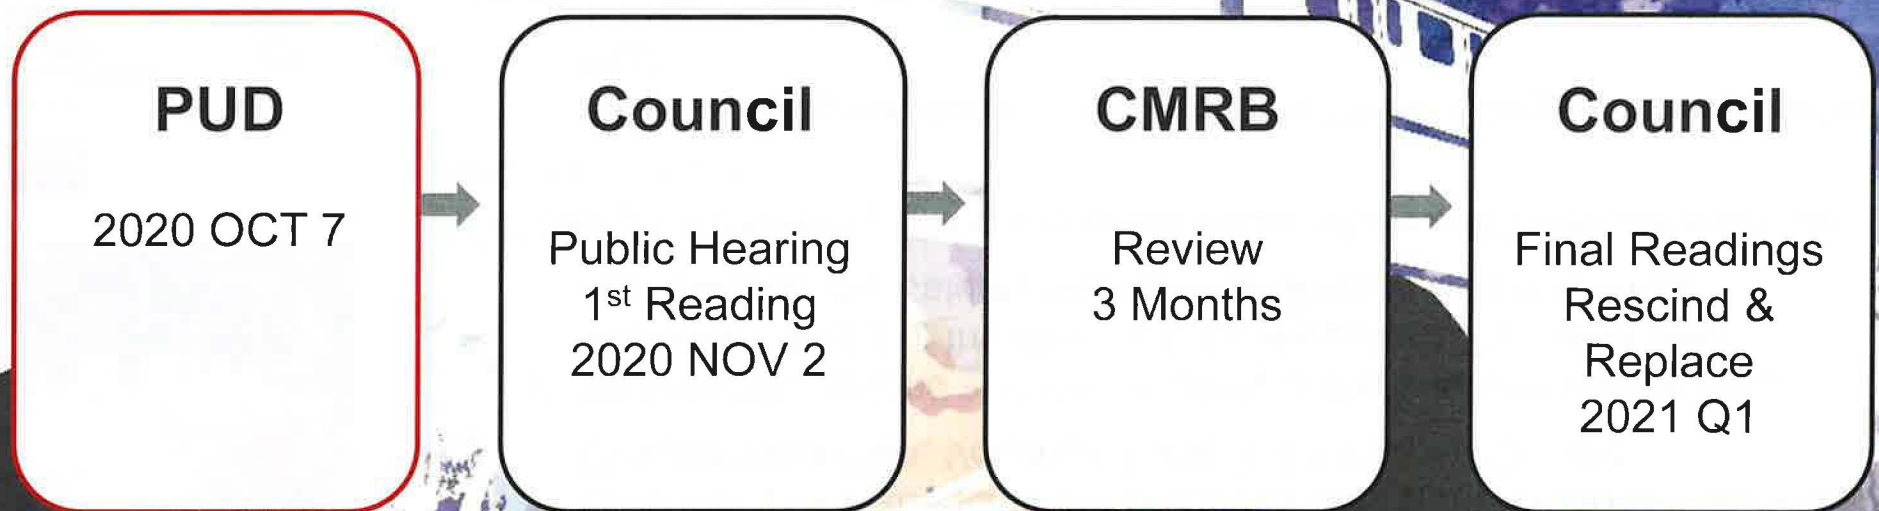 PUD
2020 OCT 7
Council
Public Hearing
1st Reading
2020 NOV 2
CMRB
Review
3 Months
Council
Final Readings
Rescind &
Replace
2021 Q1